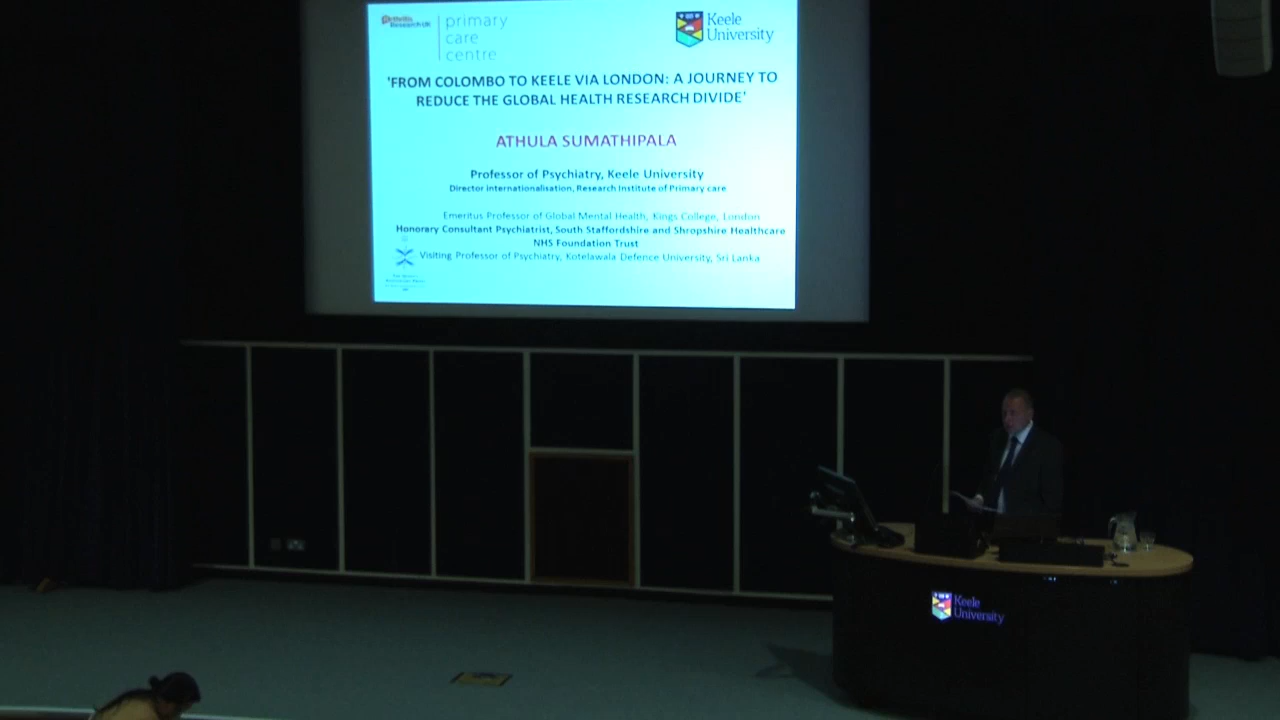 Arthritis Research UK
primary
care
centre
Keele
University
'FROM COLOMBO TO KEELE VIA LONDON: A JOURNEY TO
REDUCE THE GLOBAL HEALTH RESEARCH DIVIDE'
ATHULA SUMATHIPALA
Professor of Psychiatry, Keele University
Director internationalisation, Research Institute of Primary care
Emeritus Professor of Global Mental Health, Kings College, London
Honorary Consultant Psychiatrist, South Staffordshire and Shropshire Healthcare
NHS Foundation Trust
Visiting Professor of Psychiatry, Kotelawala Defence University, Sri Lanka
Keele
University